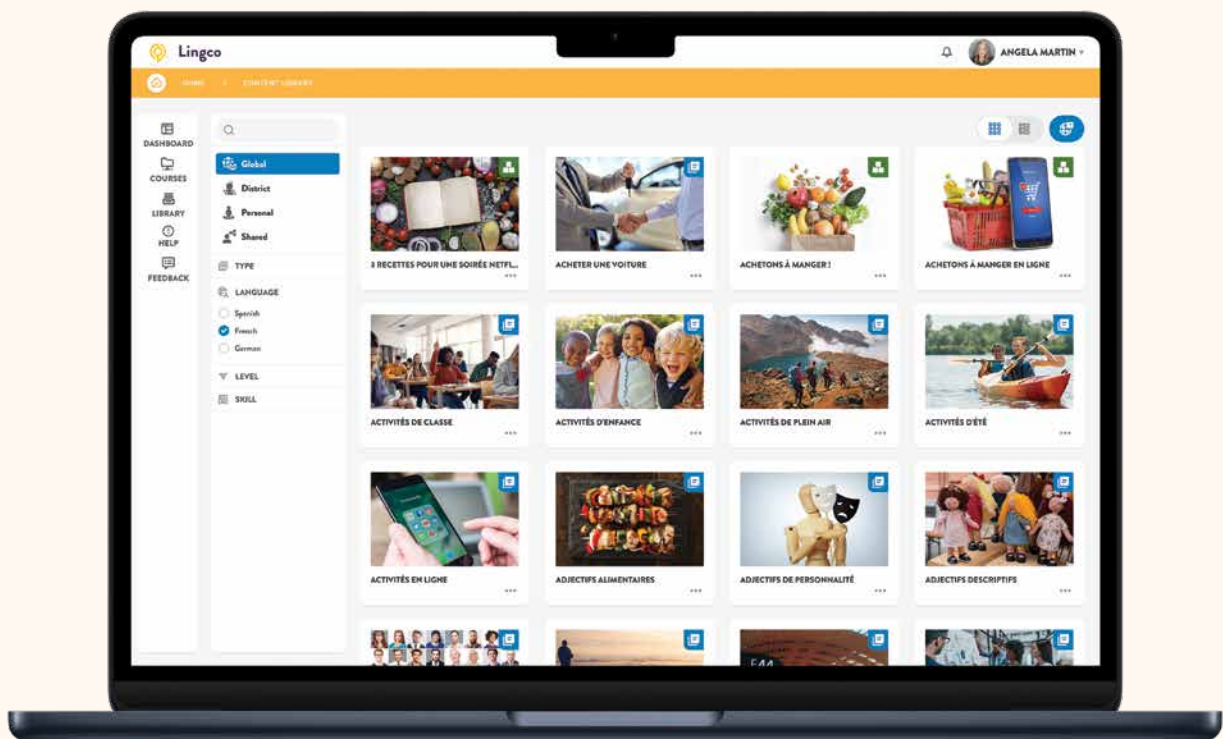 Lingco
ANGELA MARTIN
HOME > CONTENT LIBRARY
DASHBOARD
COURSES
LIBRARY
HELP
FEEDBACK
Global
District
Personal
Shared
TYPE
LANGUAGE
Spanish
French
German
LEVEL
SKILL
RECETTES POUR UNE SOIRÉE NETFL...
ACHETER UNE VOITURE
ACHETONS À MANGER !
ACHETONS À MANGER EN LIGNE
ACTIVITÉS DE CLASSE
ACTIVITÉS D'ENFANCE
ACTIVITÉS DE PLEIN AIR
ACTIVITÉS D'ÉTÉ
ACTIVITÉS EN LIGNE
ADJECTIFS ALIMENTAIRES
ADJECTIFS DE PERSONNALITÉ
ADJECTIFS DESCRIPTIFS
E44